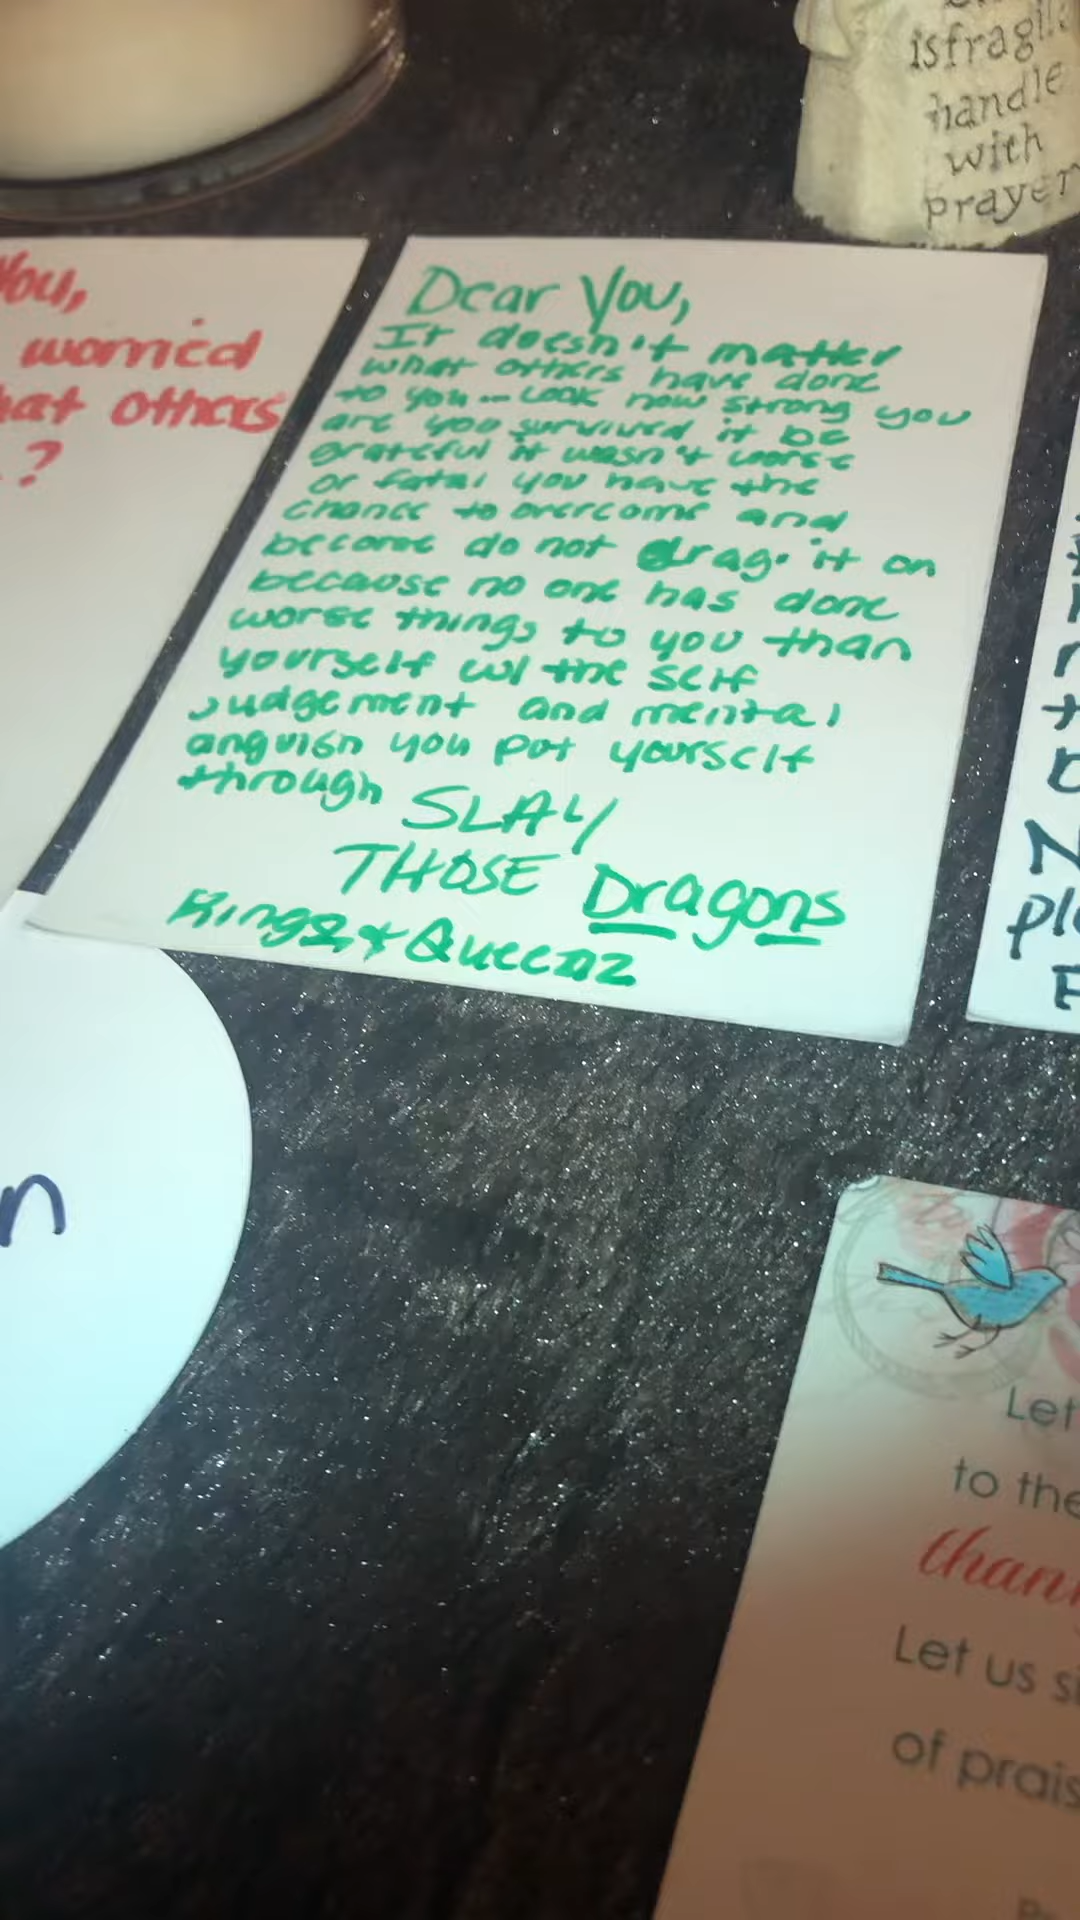 isfragile
handle
with
prayer
You,
worried
hat others
?
Dear You,
It doesn't matter
what others have done
to you... Look how strong you
are you survived it be
grateful it wasn't worse
or fatal you have the
chance to overcome and
become do not drag. it on
because no one has done
worse things to you than
yourself w/ the self
judgement and mental
anguish you put yourself
through SLAY
THOSE Dragons
Kings & Queenz
n
Let
to the
Let us
of prais